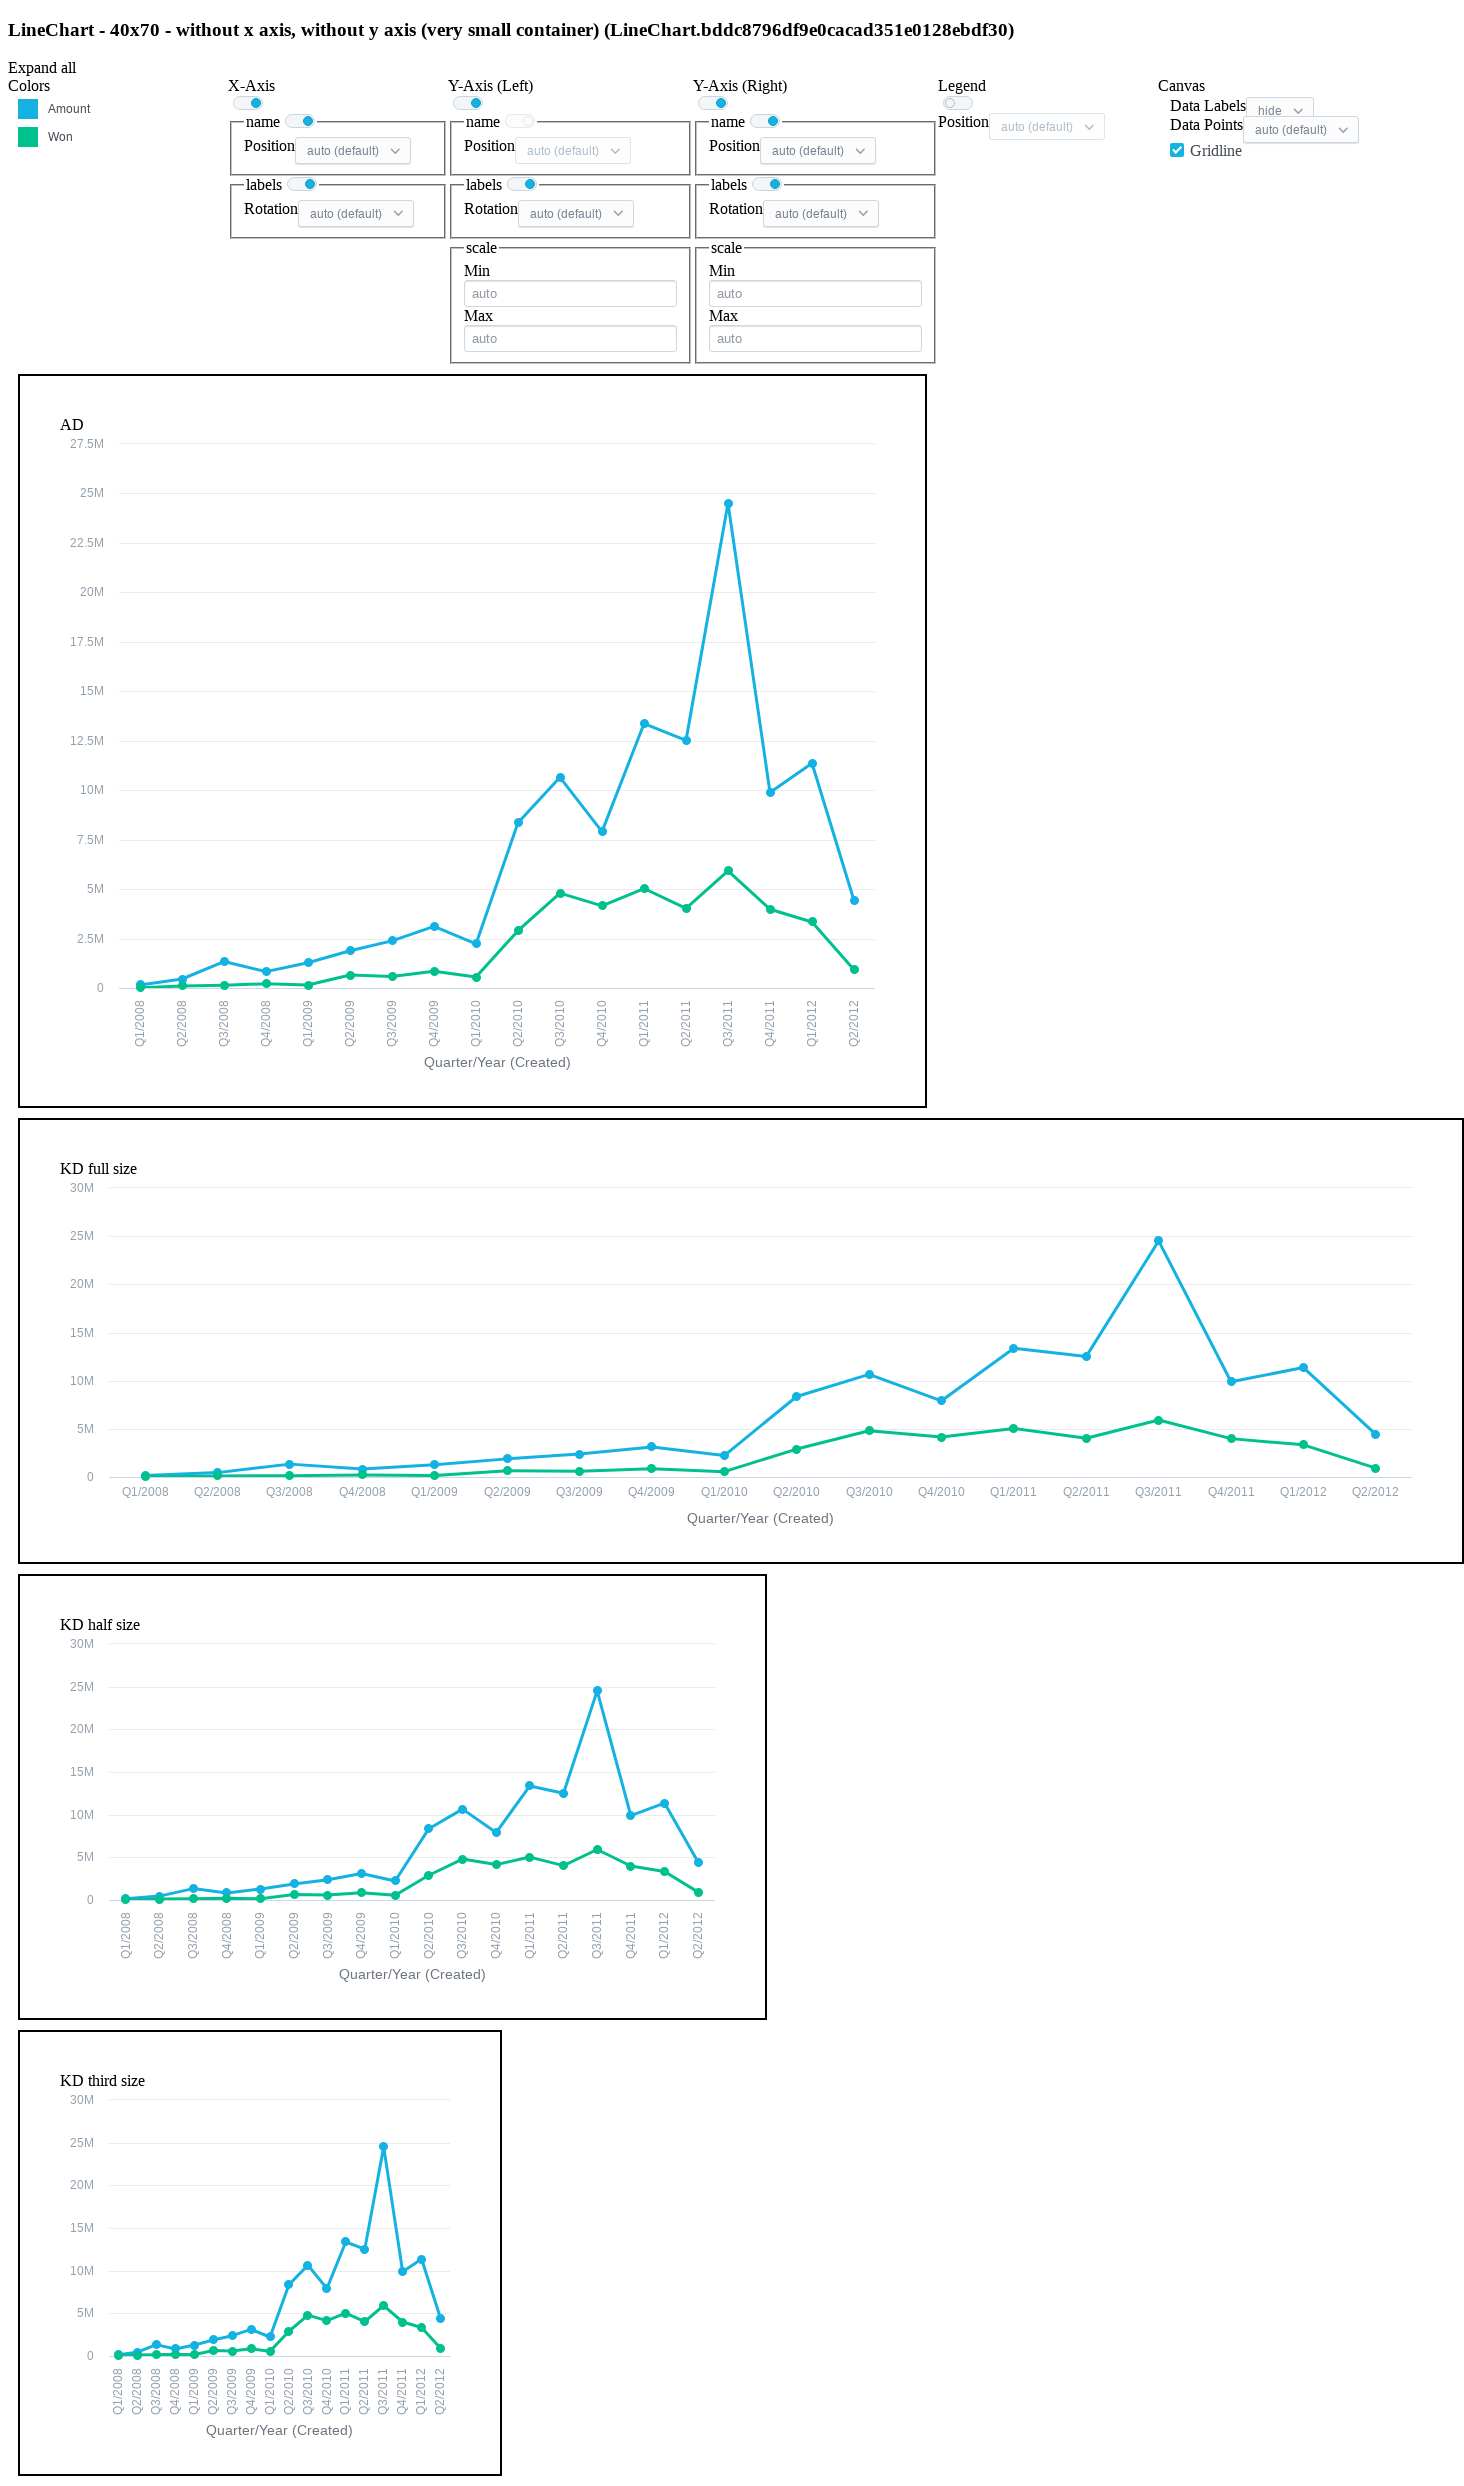 LineChart - 40x70 - without x axis, without y axis (very small container) (LineChart.bddc8796df9e0cacad351e0128ebdf30)
Expand all
Colors
Amount
Won
X-Axis
name
Position auto (default)
labels
Rotation auto (default)
Y-Axis (Left)
name
Position auto (default)
labels
Rotation auto (default)
scale
Min
auto
Max
auto
Y-Axis (Right)
name
Position auto (default)
labels
Rotation auto (default)
scale
Min
auto
Max
auto
Legend
Position auto (default)
Canvas
Data Labels hide
Data Points auto (default)
Gridline
AD
27.5M
25M
22.5M
20M
17.5M
15M
12.5M
10M
7.5M
5M
2.5M
0
Q1/2008 Q2/2008 Q3/2008 Q4/2008 Q1/2009 Q2/2009 Q3/2009 Q4/2009 Q1/2010 Q2/2010 Q3/2010 Q4/2010 Q1/2011 Q2/2011 Q3/2011 Q4/2011 Q1/2012 Q2/2012
Quarter/Year (Created)
KD full size
30M
25M
20M
15M
10M
5M
0
Q1/2008 Q2/2008 Q3/2008 Q4/2008 Q1/2009 Q2/2009 Q3/2009 Q4/2009 Q1/2010 Q2/2010 Q3/2010 Q4/2010 Q1/2011 Q2/2011 Q3/2011 Q4/2011 Q1/2012 Q2/2012
Quarter/Year (Created)
KD half size
30M
25M
20M
15M
10M
5M
0
Q1/2008 Q2/2008 Q3/2008 Q4/2008 Q1/2009 Q2/2009 Q3/2009 Q4/2009 Q1/2010 Q2/2010 Q3/2010 Q4/2010 Q1/2011 Q2/2011 Q3/2011 Q4/2011 Q1/2012 Q2/2012
Quarter/Year (Created)
KD third size
30M
25M
20M
15M
10M
5M
0
Q1/2008 Q2/2008 Q3/2008 Q4/2008 Q1/2009 Q2/2009 Q3/2009 Q4/2009 Q1/2010 Q2/2010 Q3/2010 Q4/2010 Q1/2011 Q2/2011 Q3/2011 Q4/2011 Q1/2012 Q2/2012
Quarter/Year (Created)